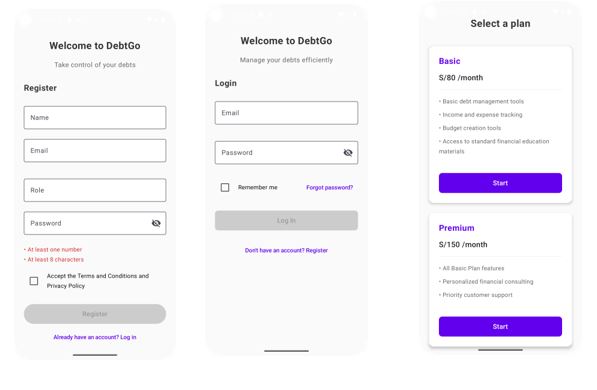 Welcome to DebtGo
Take control of your debts
Register
Name
Email
Role
Password
• At least one number
• At least 8 characters
Accept the Terms and Conditions and
Privacy Policy
Register
Already have an account? Log in
Welcome to DebtGo
Manage your debts efficiently
Login
Email
Password
Remember me
Forgot password?
Log In
Don't have an account? Register
Select a plan
Basic
S/80 /month
• Basic debt management tools
• Income and expense tracking
• Budget creation tools
• Access to standard financial education
materials
Start
Premium
S/150 /month
• All Basic Plan features
• Personalized financial consulting
• Priority customer support
Start